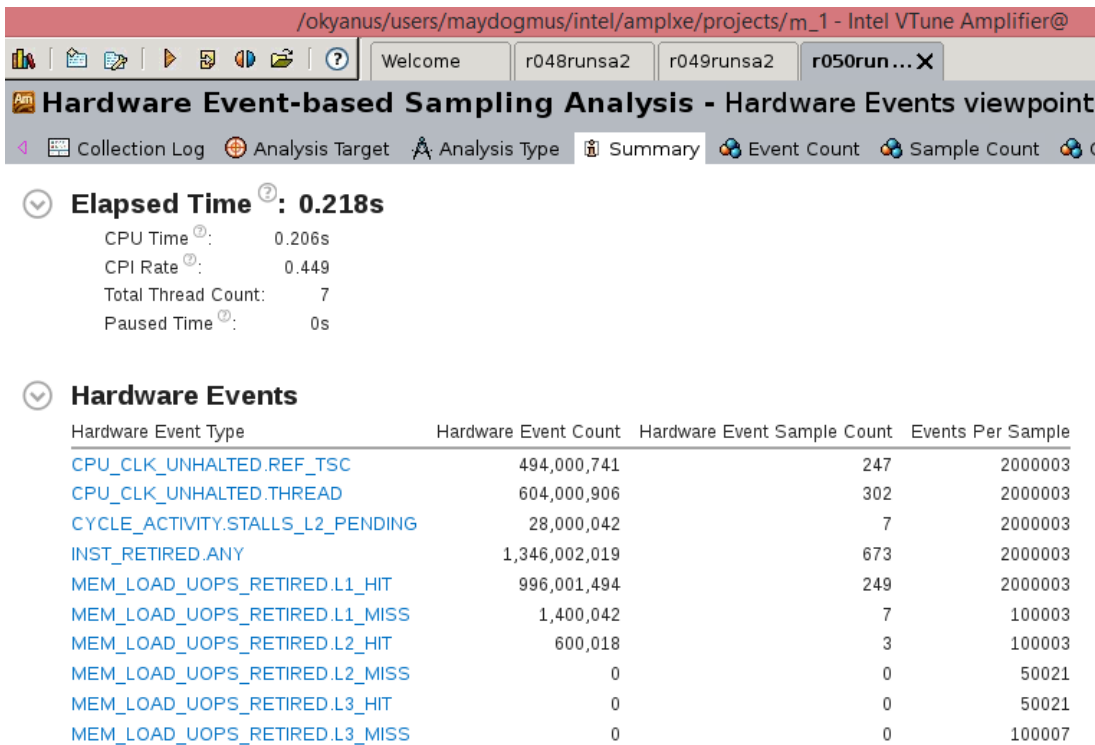 /okyanus/users/maydogmus/intel/amplxe/projects/m_1 - Intel VTune Amplifier@
Welcome r048runsa2 r049runsa2 r050run...X
Am Hardware Event-based Sampling Analysis - Hardware Events viewpoint
Collection Log Analysis Target Analysis Type Summary Event Count Sample Count
Elapsed Time ?: 0.218s
CPU Time ?: 0.206s
CPI Rate ?: 0.449
Total Thread Count: 7
Paused Time ?: 0s
Hardware Events
Hardware Event Type Hardware Event Count Hardware Event Sample Count Events Per Sample
CPU_CLK_UNHALTED.REF_TSC 494,000,741 247 2000003
CPU_CLK_UNHALTED.THREAD 604,000,906 302 2000003
CYCLE_ACTIVITY.STALLS_L2_PENDING 28,000,042 7 2000003
INST_RETIRED.ANY 1,346,002,019 673 2000003
MEM_LOAD_UOPS_RETIRED.L1_HIT 996,001,494 249 2000003
MEM_LOAD_UOPS_RETIRED.L1_MISS 1,400,042 7 100003
MEM_LOAD_UOPS_RETIRED.L2_HIT 600,018 3 100003
MEM_LOAD_UOPS_RETIRED.L2_MISS 0 0 50021
MEM_LOAD_UOPS_RETIRED.L3_HIT 0 0 50021
MEM_LOAD_UOPS_RETIRED.L3_MISS 0 0 100007